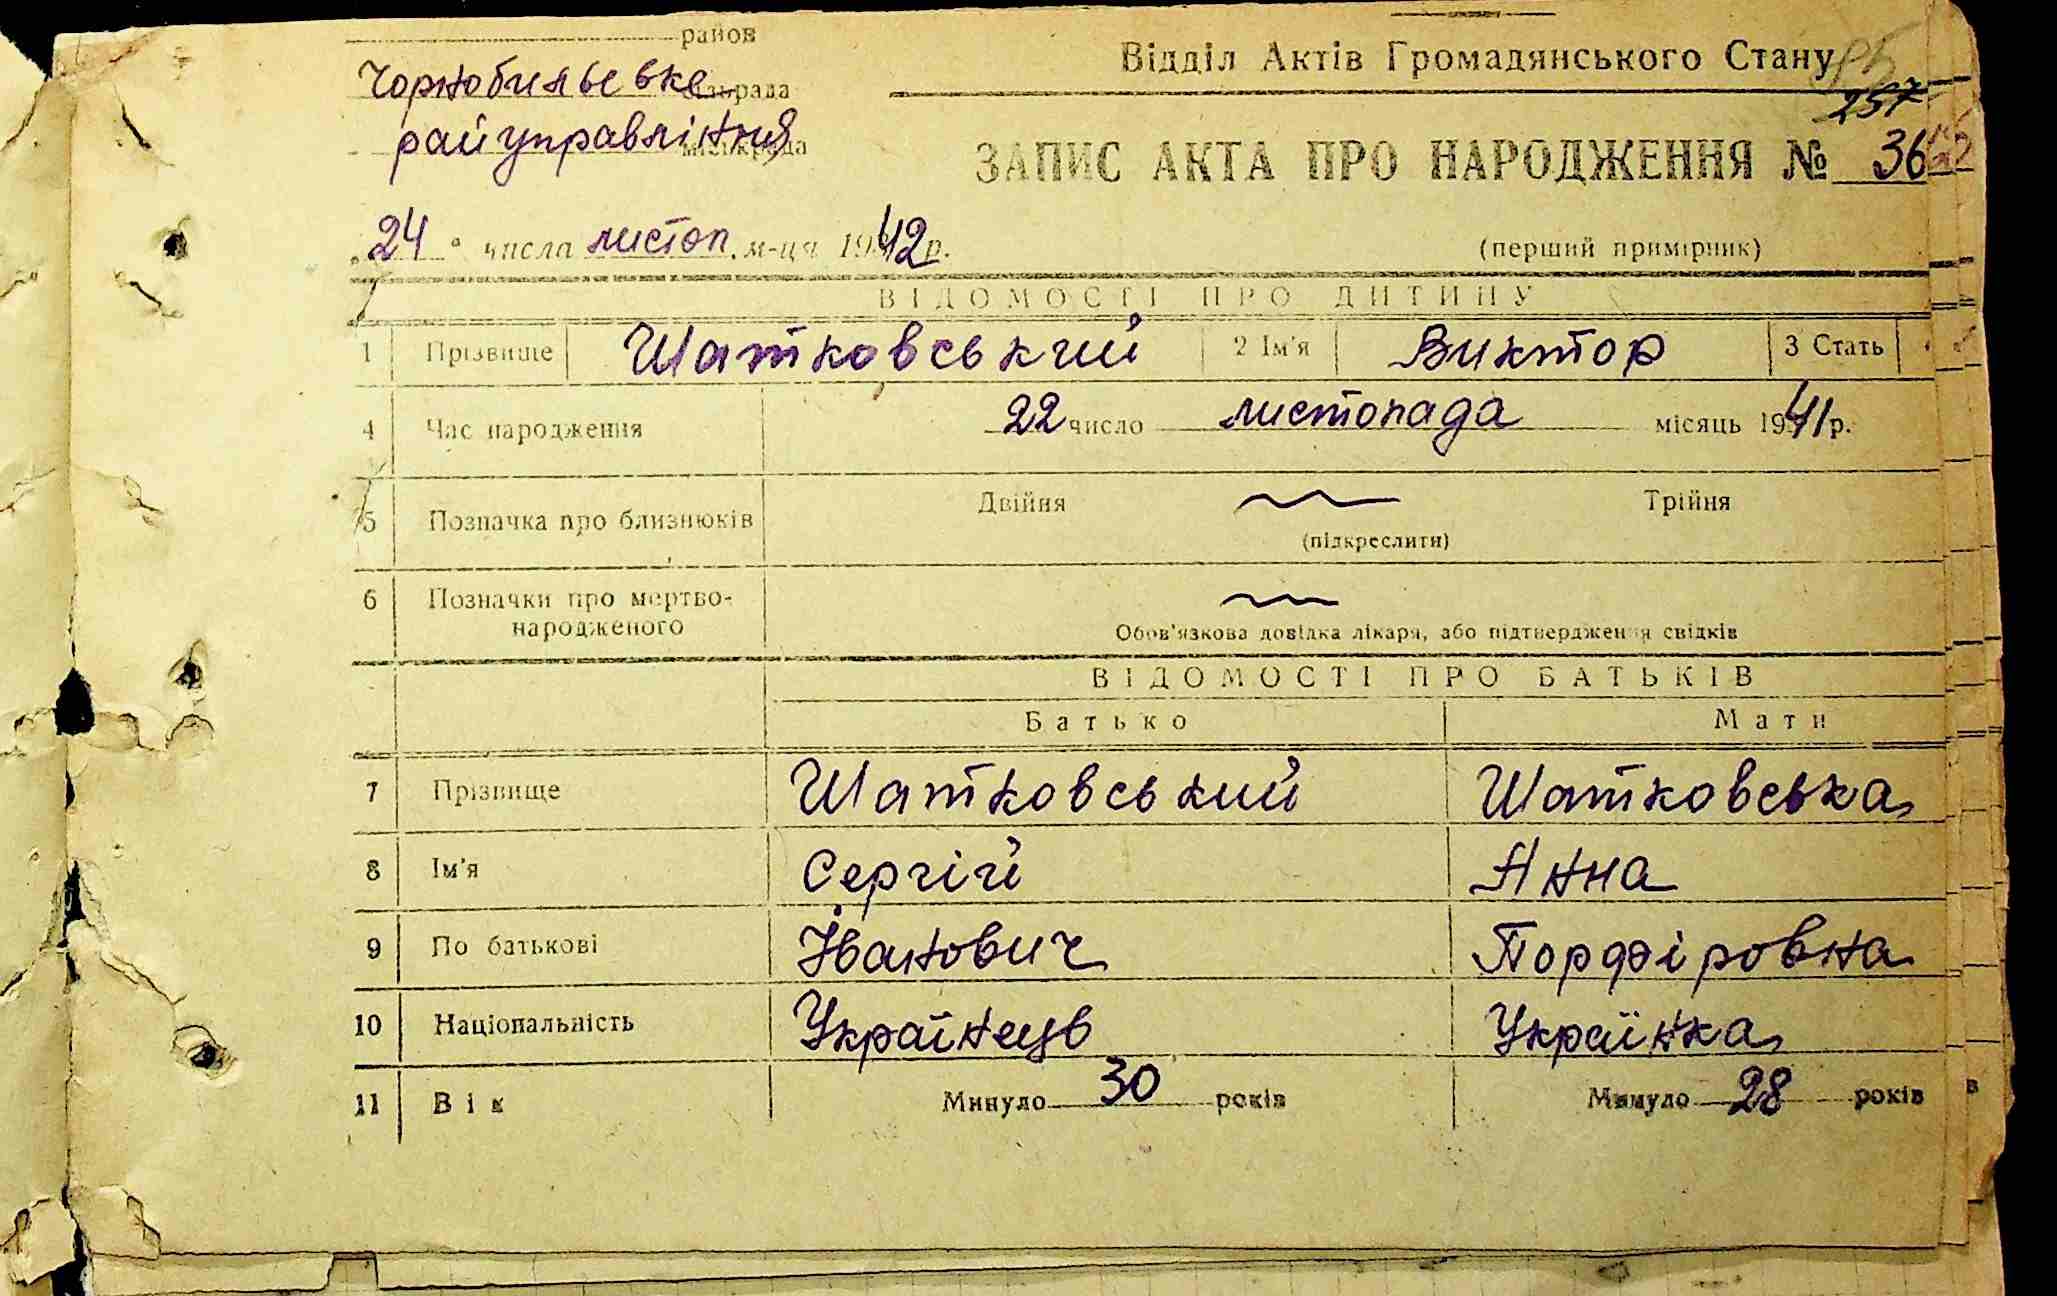 район
Чорнобильське сільрада
райуправління міськрада
Відділ Актів Громадянського Стану
257
ЗАПИС АКТА ПРО НАРОДЖЕННЯ № 36
24 " числа листоп. м-ця 1942 р.
(перший примірник)
ВІДОМОСТІ ПРО ДИТИНУ
1 Прізвище Шатковський 2 Ім'я Виктор 3 Стать
4 Час народження 22 число листопада місяць 1941 р.
5 Позначка про близнюків Двійня Трійня
(підкреслити)
6 Позначки про мертво-
народженого
Обов'язкова довідка лікаря, або підтвердження свідків
ВІДОМОСТІ ПРО БАТЬКІВ
Батько Мати
7 Прізвище Шатковський Шатковська
8 Ім'я Сергій Анна
9 По батькові Іванович Порфіровна
10 Національність Українець Українка
11 Вік Минуло 30 років Минуло 28 років